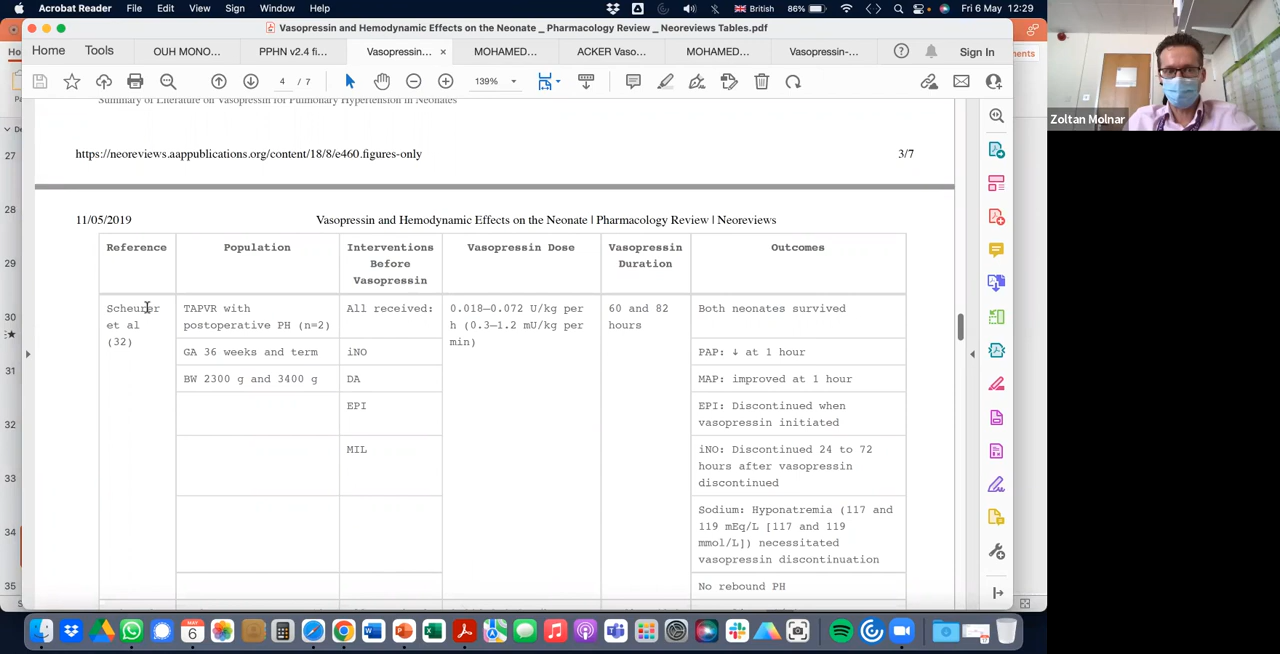 Acrobat Reader File Edit View Sign Window Help British 86% Fri 6 May 12:29
Vasopressin and Hemodynamic Effects on the Neonate _ Pharmacology Review _ Neoreviews Tables.pdf
Home Tools OUH MONO... PPHN v2.4 fi... Vasopressin... × MOHAMED... ACKER Vaso... MOHAMED... Vasopressin-... Sign In
4 / 7 139%
Summary of Literature on Vasopressin for Pulmonary Hypertension in Neonates
https://neoreviews.aappublications.org/content/18/8/e460.figures-only 3/7
11/05/2019 Vasopressin and Hemodynamic Effects on the Neonate | Pharmacology Review | Neoreviews
Reference Population Interventions Before Vasopressin Vasopressin Dose Vasopressin Duration Outcomes
Scheurer et al (32)
TAPVR with postoperative PH (n=2)
All received:
0.018–0.072 U/kg per h (0.3–1.2 mU/kg per min)
60 and 82 hours
Both neonates survived
GA 36 weeks and term iNO PAP: ↓ at 1 hour
BW 2300 g and 3400 g DA MAP: improved at 1 hour
EPI EPI: Discontinued when
vasopressin initiated
MIL iNO: Discontinued 24 to 72
hours after vasopressin
discontinued
Sodium: Hyponatremia (117 and
119 mEq/L [117 and 119
mmol/L]) necessitated
vasopressin discontinuation
No rebound PH
27
28
29
30
31
32
33
34
35
Zoltan Molnar
ments
MAY
6
17